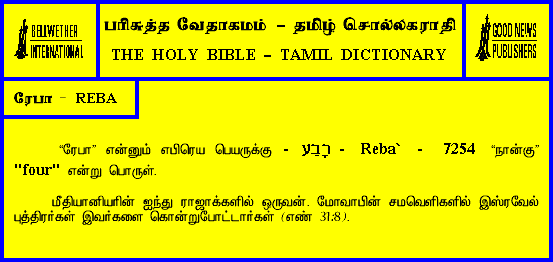 BELLWETHER
INTERNATIONAL
பரிசுத்த வேதாகமம் - தமிழ் சொல்லகராதி
THE HOLY BIBLE - TAMIL DICTIONARY
GOOD NEWS
PUBLISHERS
ரேபா - REBA
“ரேபா” என்னும் எபிரெய பெயருக்கு - רֶבַע - Reba` - 7254 “நான்கு”
"four" என்று பொருள்.
மீதியானியரின் ஐந்து ராஜாக்களில் ஒருவன். மோவாபின் சமவெளிகளில் இஸ்ரவேல்
புத்திரர்கள் இவர்களை கொன்றுபோட்டார்கள் (எண் 31:8).